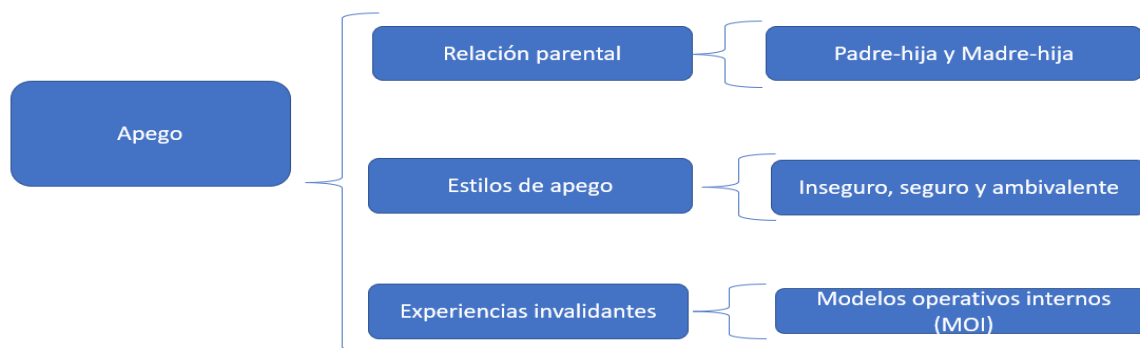 Apego
Relación parental
Padre-hija y Madre-hija
Estilos de apego
Inseguro, seguro y ambivalente
Experiencias invalidantes
Modelos operativos internos
(MOI)